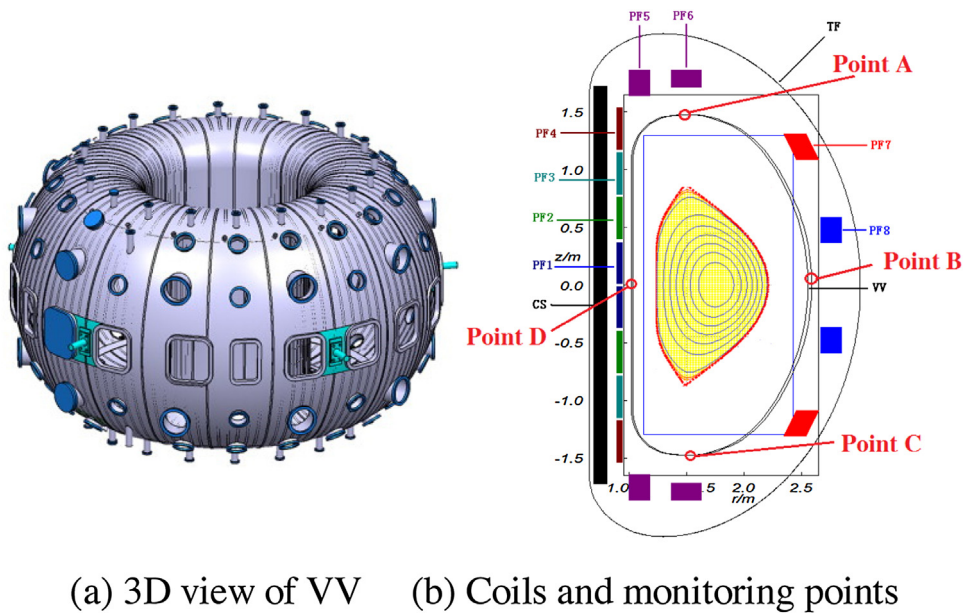 PF5
PF6
TF
Point A
1.5
PF4
PF7
1.0
PF3
PF2
0.5
PF8
z/m
PF1
Point B
0.0
VV
CS
Point D
-0.5
-1.0
Point C
-1.5
1.0
.5
2.0
2.5
r/m
(a) 3D view of VV
(b) Coils and monitoring points